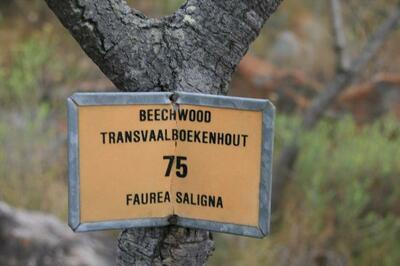 BEECHWOOD
TRANSVAALBOEKENHOUT
75
FAUREA SALIGNA